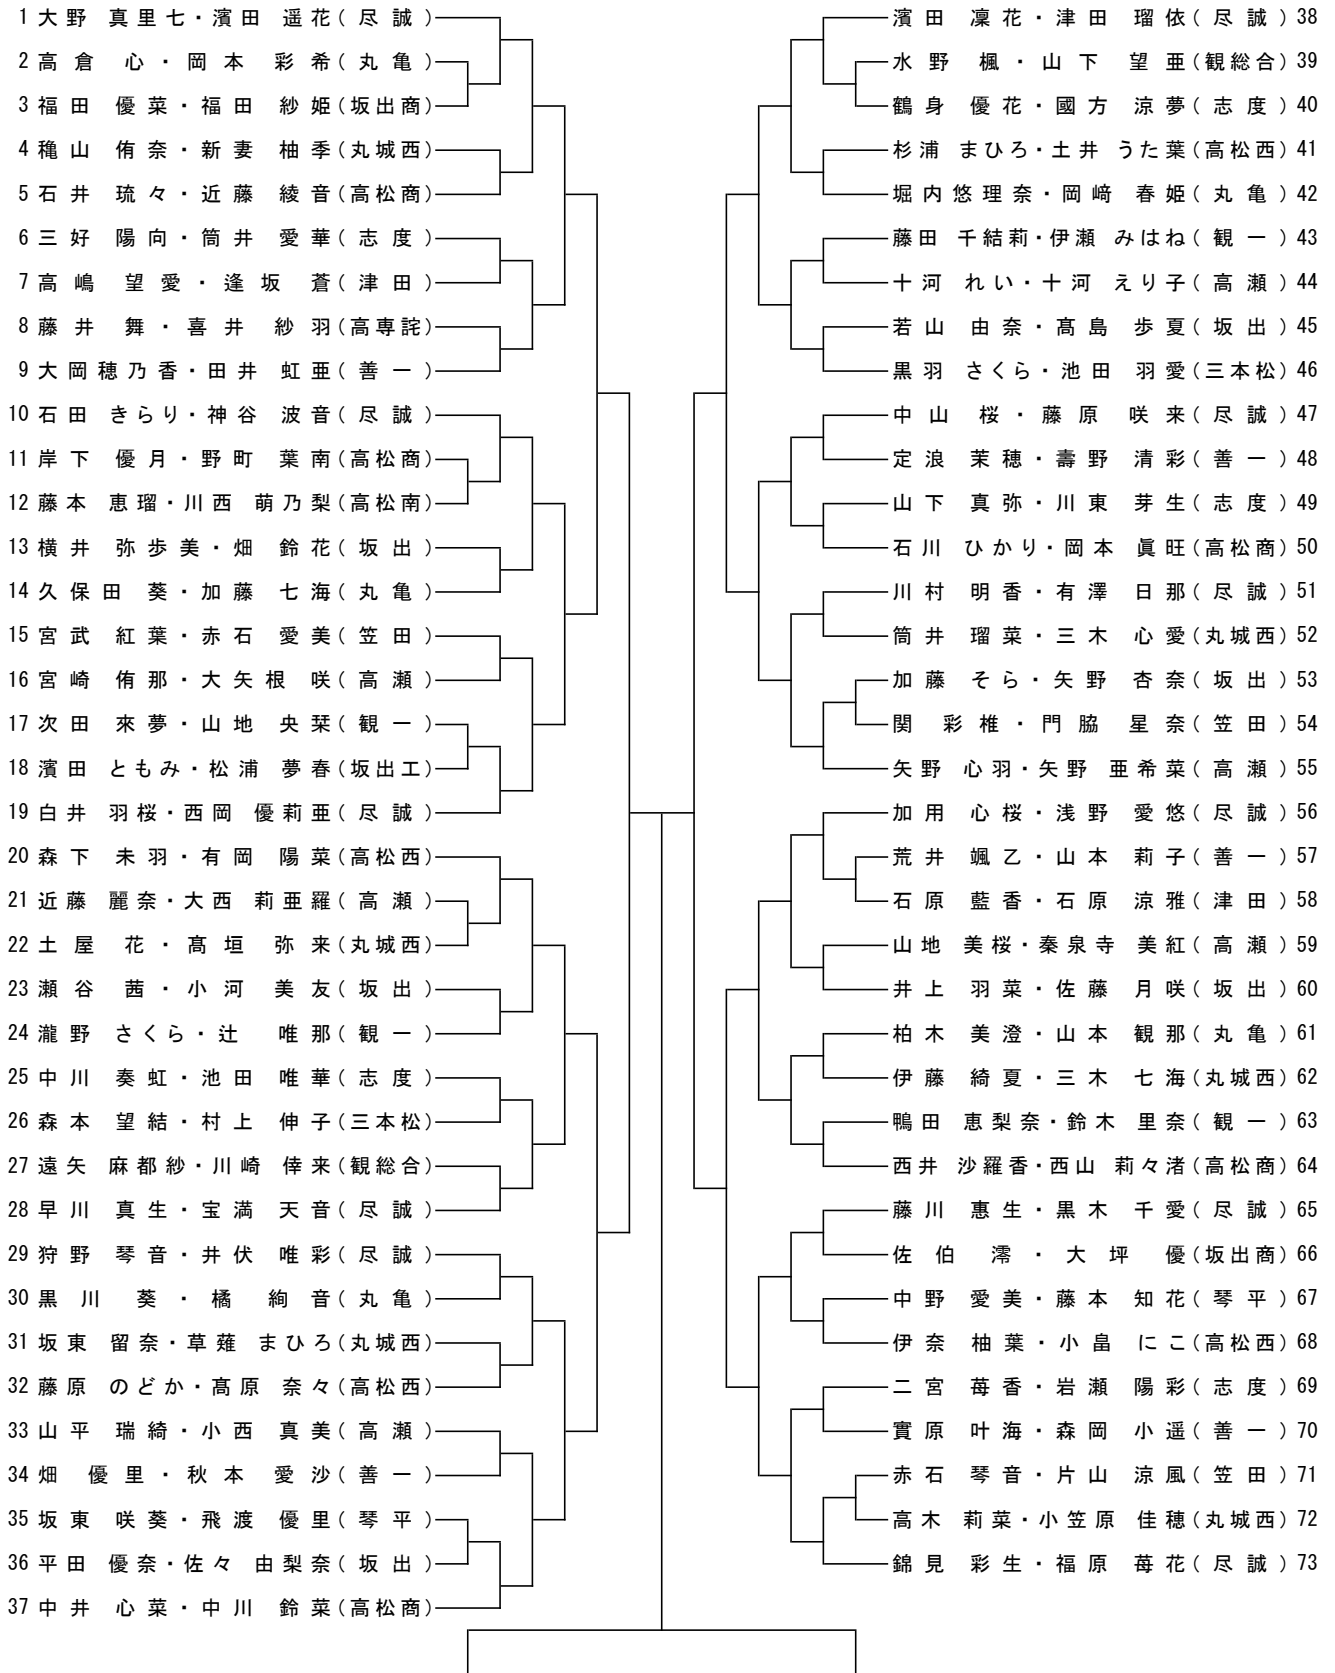 1 大野 真里七・濱田 遥花(尽誠)
2 高倉 心・岡本 彩希(丸亀)
3 福田 優菜・福田 紗姫(坂出商)
4 穐山 侑奈・新妻 柚季(丸城西)
5 石井 琉々・近藤 綾音(高松商)
6 三好 陽向・筒井 愛華(志度)
7 高嶋 望愛・逢坂 蒼(津田)
8 藤井 舞・喜井 紗羽(高専詫)
9 大岡穂乃香・田井 虹亜(善一)
10 石田 きらり・神谷 波音(尽誠)
11 岸下 優月・野町 葉南(高松商)
12 藤本 恵瑠・川西 萌乃梨(高松南)
13 横井 弥歩美・畑 鈴花(坂出)
14 久保田 葵・加藤 七海(丸亀)
15 宮武 紅葉・赤石 愛美(笠田)
16 宮崎 侑那・大矢根 咲(高瀬)
17 次田 來夢・山地 央栞(観一)
18 濱田 ともみ・松浦 夢春(坂出工)
19 白井 羽桜・西岡 優莉亜(尽誠)
20 森下 未羽・有岡 陽菜(高松西)
21 近藤 麗奈・大西 莉亜羅(高瀬)
22 土屋 花・髙垣 弥来(丸城西)
23 瀬谷 茜・小河 美友(坂出)
24 瀧野 さくら・辻 唯那(観一)
25 中川 奏虹・池田 唯華(志度)
26 森本 望結・村上 伸子(三本松)
27 遠矢 麻都紗・川崎 倖来(観総合)
28 早川 真生・宝満 天音(尽誠)
29 狩野 琴音・井伏 唯彩(尽誠)
30 黒川 葵・橘 絢音(丸亀)
31 坂東 留奈・草薙 まひろ(丸城西)
32 藤原 のどか・髙原 奈々(高松西)
33 山平 瑞綺・小西 真美(高瀬)
34 畑 優里・秋本 愛沙(善一)
35 坂東 咲葵・飛渡 優里(琴平)
36 平田 優奈・佐々 由梨奈(坂出)
37 中井 心菜・中川 鈴菜(高松商)
濱田 凜花・津田 瑠依(尽誠)38
水野 楓・山下 望亜(観総合)39
鶴身 優花・國方 涼夢(志度)40
杉浦 まひろ・土井 うた葉(高松西)41
堀内悠理奈・岡﨑 春姫(丸亀)42
藤田 千結莉・伊瀬 みはね(観一)43
十河 れい・十河 えり子(高瀬)44
若山 由奈・髙島 歩夏(坂出)45
黒羽 さくら・池田 羽愛(三本松)46
中山 桜・藤原 咲来(尽誠)47
定浪 茉穂・壽野 清彩(善一)48
山下 真弥・川東 芽生(志度)49
石川 ひかり・岡本 眞旺(高松商)50
川村 明香・有澤 日那(尽誠)51
筒井 瑠菜・三木 心愛(丸城西)52
加藤 そら・矢野 杏奈(坂出)53
関 彩椎・門脇 星奈(笠田)54
矢野 心羽・矢野 亜希菜(高瀬)55
加用 心桜・浅野 愛悠(尽誠)56
荒井 颯乙・山本 莉子(善一)57
石原 藍香・石原 涼雅(津田)58
山地 美桜・秦泉寺 美紅(高瀬)59
井上 羽菜・佐藤 月咲(坂出)60
柏木 美澄・山本 観那(丸亀)61
伊藤 綺夏・三木 七海(丸城西)62
鴨田 恵梨奈・鈴木 里奈(観一)63
西井 沙羅香・西山 莉々渚(高松商)64
藤川 惠生・黒木 千愛(尽誠)65
佐伯 澪・大坪 優(坂出商)66
中野 愛美・藤本 知花(琴平)67
伊奈 柚葉・小畠 にこ(高松西)68
二宮 苺香・岩瀬 陽彩(志度)69
實原 叶海・森岡 小遥(善一)70
赤石 琴音・片山 涼風(笠田)71
高木 莉菜・小笠原 佳穂(丸城西)72
錦見 彩生・福原 苺花(尽誠)73